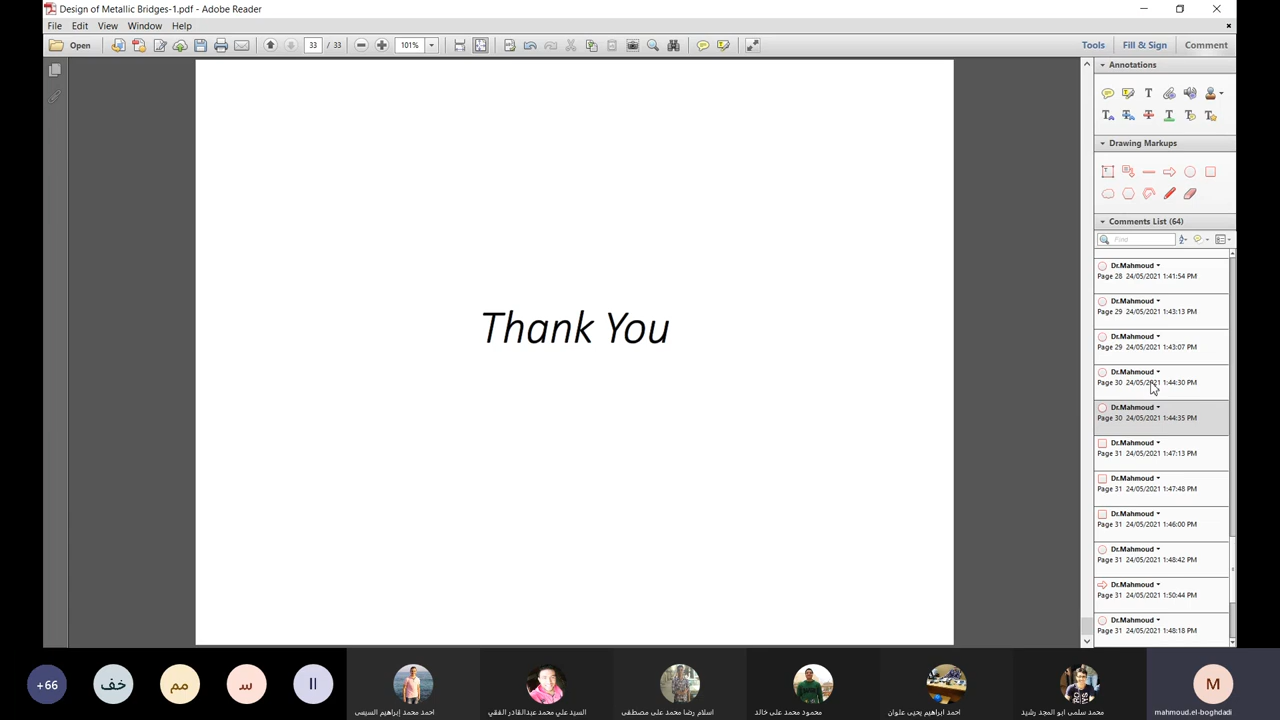 Design of Metallic Bridges-1.pdf - Adobe Reader
File Edit View Window Help
Open 33 / 33 101% Tools Fill & Sign Comment
Thank You
Annotations
Drawing Markups
Comments List (64)
Find
Dr.Mahmoud
Page 28 24/05/2021 1:41:54 PM
Dr.Mahmoud
Page 29 24/05/2021 1:43:13 PM
Dr.Mahmoud
Page 29 24/05/2021 1:43:07 PM
Dr.Mahmoud
Page 30 24/05/2021 1:44:30 PM
Dr.Mahmoud
Page 30 24/05/2021 1:44:35 PM
Dr.Mahmoud
Page 31 24/05/2021 1:47:13 PM
Dr.Mahmoud
Page 31 24/05/2021 1:47:48 PM
Dr.Mahmoud
Page 31 24/05/2021 1:46:00 PM
Dr.Mahmoud
Page 31 24/05/2021 1:48:42 PM
Dr.Mahmoud
Page 31 24/05/2021 1:50:44 PM
Dr.Mahmoud
Page 31 24/05/2021 1:48:18 PM
+66 خف مم س اا M
احمد محمد إبراهيم السيسى
السيد علي محمد عبدالقادر الفقي
اسلام رضا محمد على مصطفى
محمود محمد على خالد
احمد ابراهيم يحيى علوان
محمد سلمى ابو المجد رشيد
mahmoud.el-boghdadi